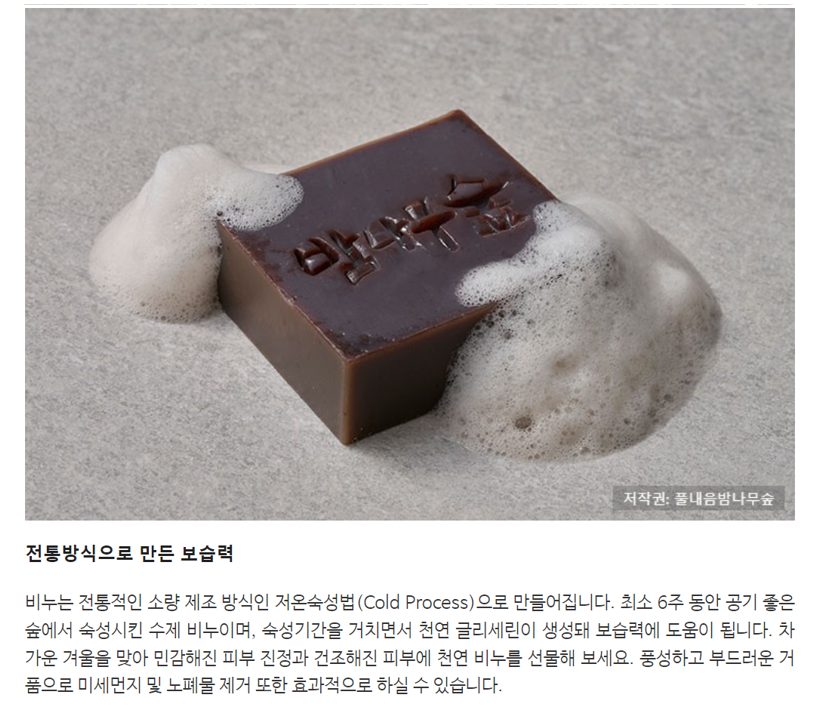 밤나무숲
저작권: 풀내음밤나무숲
전통방식으로 만든 보습력
비누는 전통적인 소량 제조 방식인 저온숙성법(Cold Process)으로 만들어집니다. 최소 6주 동안 공기 좋은
숲에서 숙성시킨 수제 비누이며, 숙성기간을 거치면서 천연 글리세린이 생성돼 보습력에 도움이 됩니다. 차
가운 겨울을 맞아 민감해진 피부 진정과 건조해진 피부에 천연 비누를 선물해 보세요. 풍성하고 부드러운 거
품으로 미세먼지 및 노폐물 제거 또한 효과적으로 하실 수 있습니다.